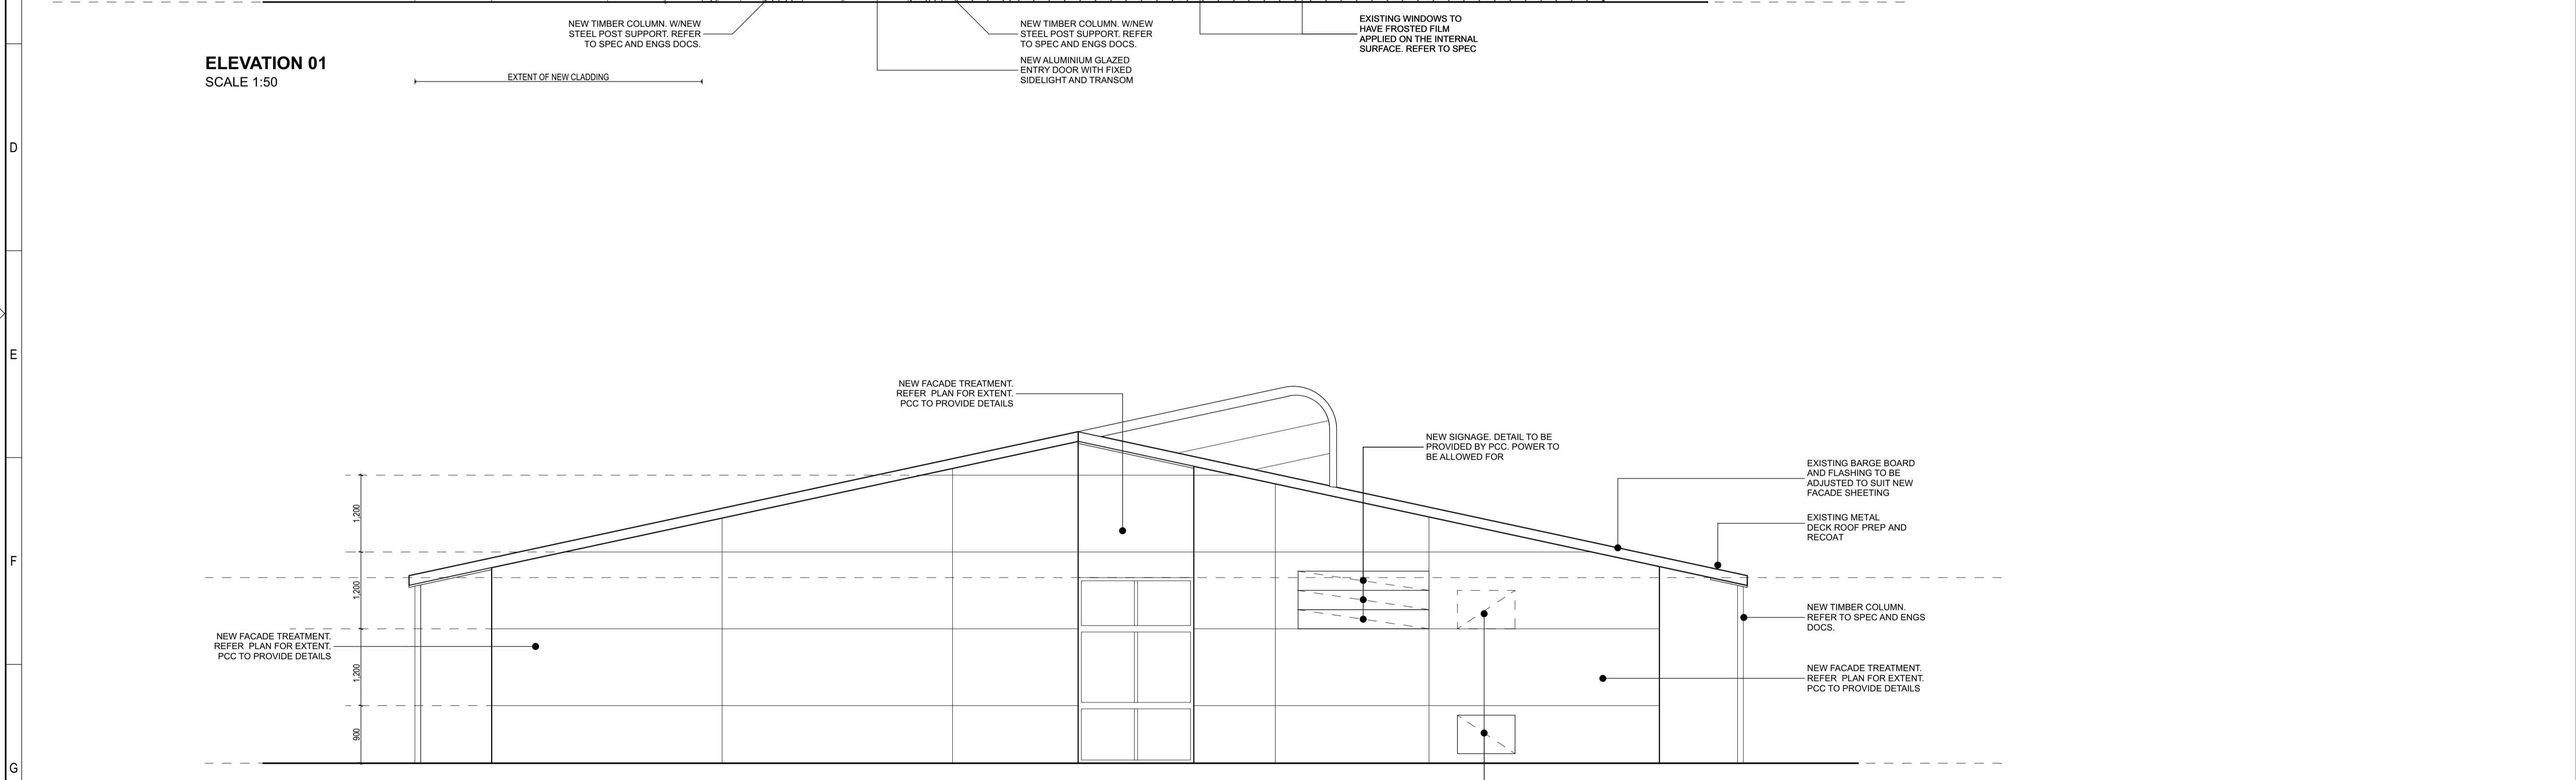 NEW TIMBER COLUMN. W/NEW
STEEL POST SUPPORT. REFER
TO SPEC AND ENGS DOCS.
NEW TIMBER COLUMN. W/NEW
STEEL POST SUPPORT. REFER
TO SPEC AND ENGS DOCS.
EXISTING WINDOWS TO
HAVE FROSTED FILM
APPLIED ON THE INTERNAL
SURFACE. REFER TO SPEC
NEW ALUMINIUM GLAZED
ENTRY DOOR WITH FIXED
SIDELIGHT AND TRANSOM
ELEVATION 01
SCALE 1:50
EXTENT OF NEW CLADDING
D
E
NEW FACADE TREATMENT.
REFER PLAN FOR EXTENT.
PCC TO PROVIDE DETAILS
NEW SIGNAGE. DETAIL TO BE
PROVIDED BY PCC. POWER TO
BE ALLOWED FOR
EXISTING BARGE BOARD
AND FLASHING TO BE
ADJUSTED TO SUIT NEW
FACADE SHEETING
EXISTING METAL
DECK ROOF PREP AND
RECOAT
1,200
F
1,200
NEW TIMBER COLUMN.
REFER TO SPEC AND ENGS
DOCS.
NEW FACADE TREATMENT.
REFER PLAN FOR EXTENT.
PCC TO PROVIDE DETAILS
1,200
NEW FACADE TREATMENT.
REFER PLAN FOR EXTENT.
PCC TO PROVIDE DETAILS
900
G